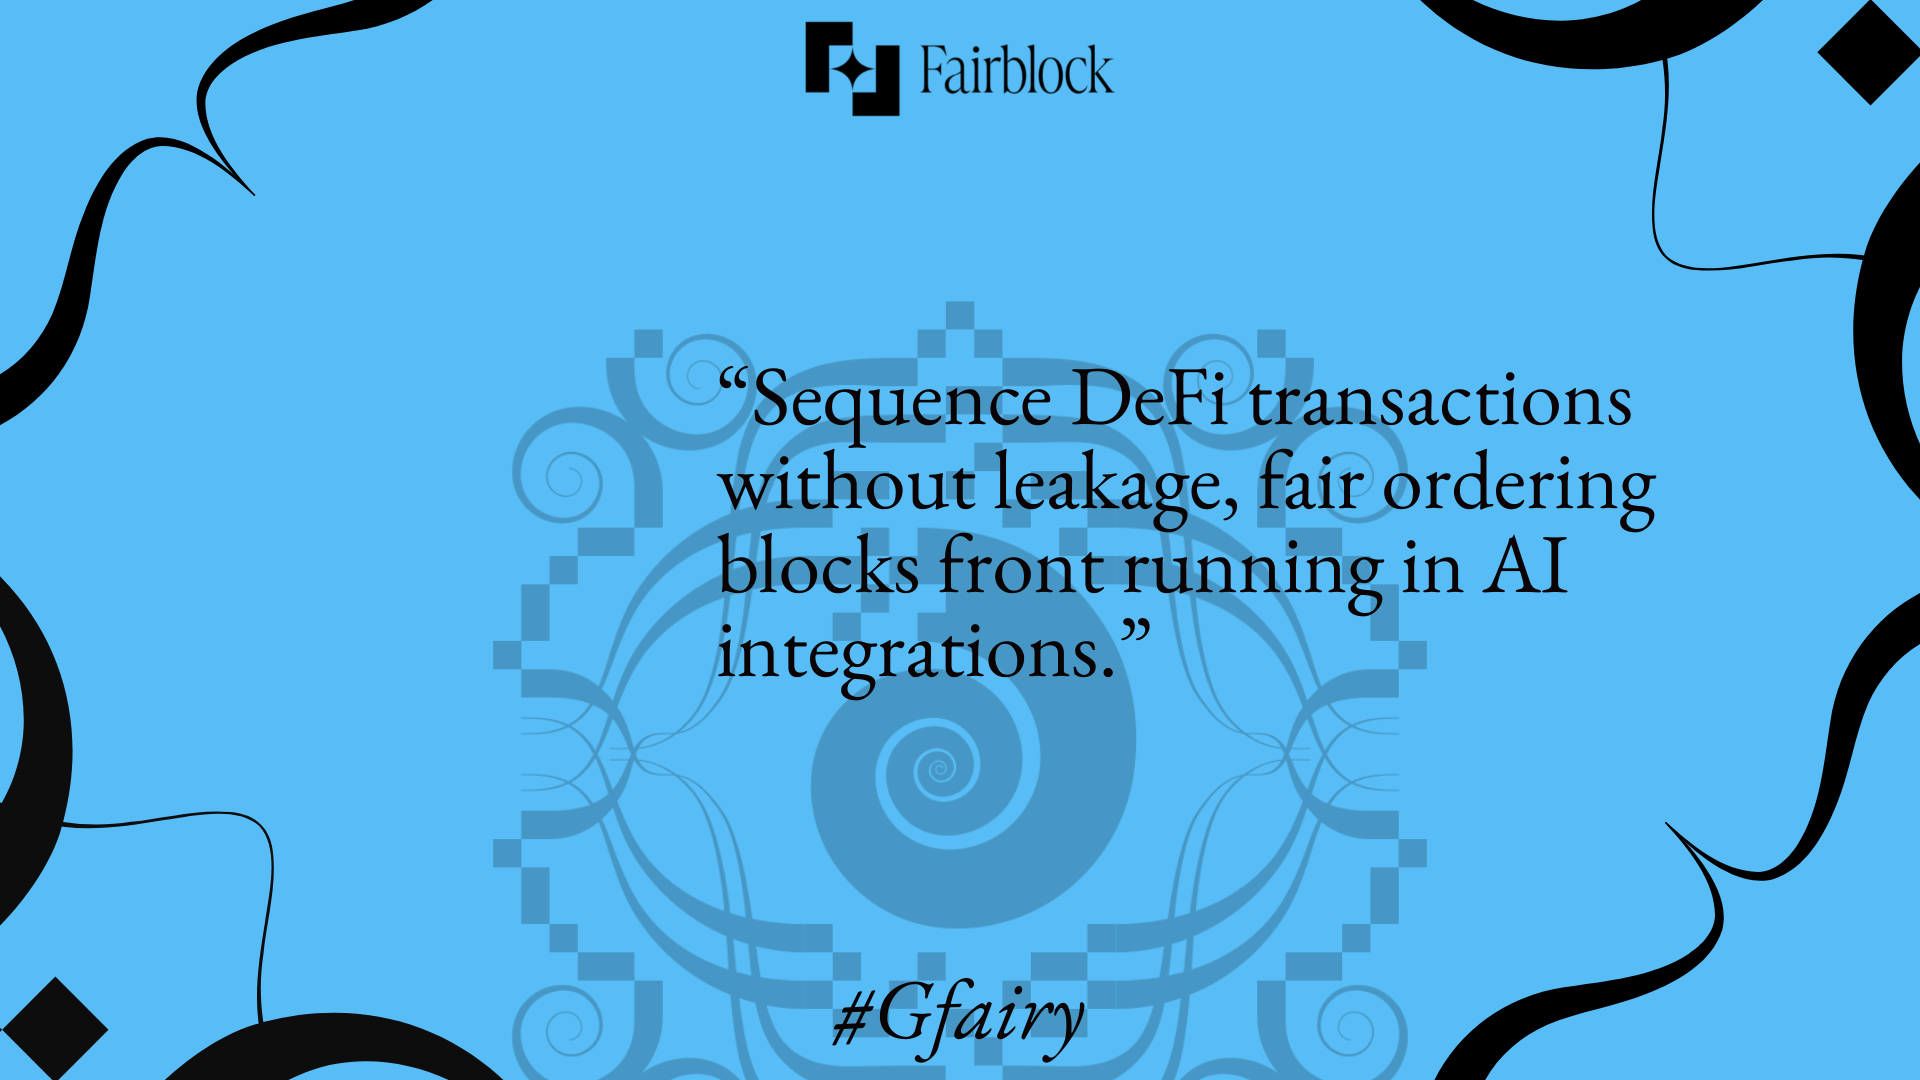 Fairblock
“Sequence DeFi transactions
without leakage, fair ordering
blocks front running in AI
integrations.”
#Gfairy